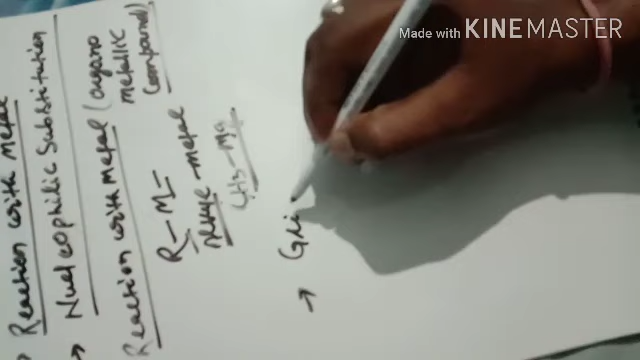 Made with KINEMASTER
Reaction with Metal
→ Nucleophilic Substitution
Reaction with metal (organo
metallic
compound)
R-M=
alkyl-metal
CH3-Mg
→ Gri